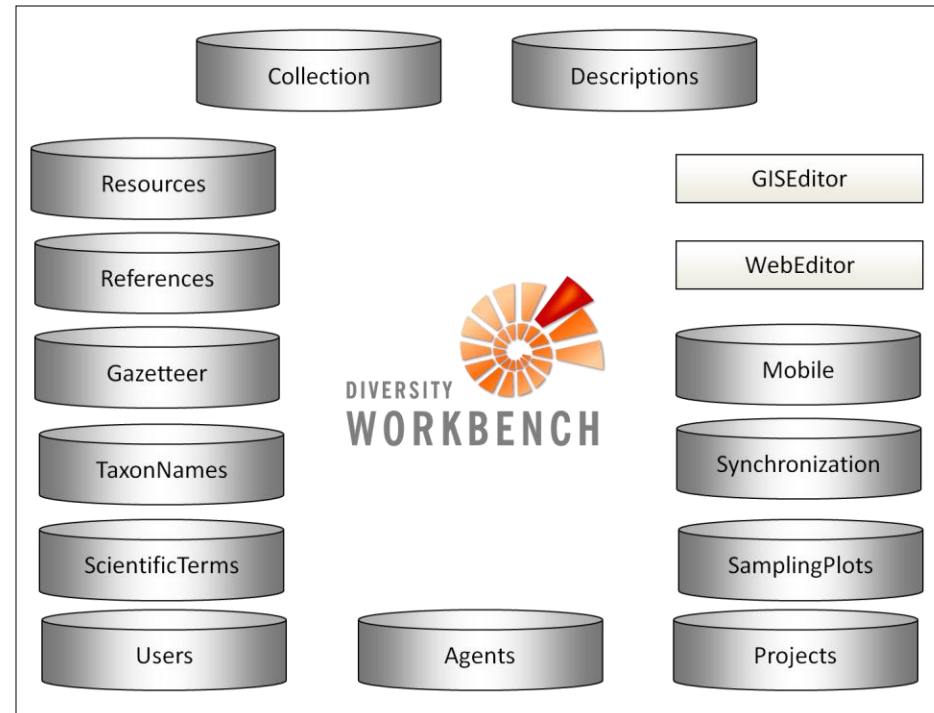 Collection
Descriptions
Resources
GISEditor
References
WebEditor
Gazetteer
Mobile
DIVERSITY
WORKBENCH
TaxonNames
Synchronization
ScientificTerms
SamplingPlots
Users
Agents
Projects